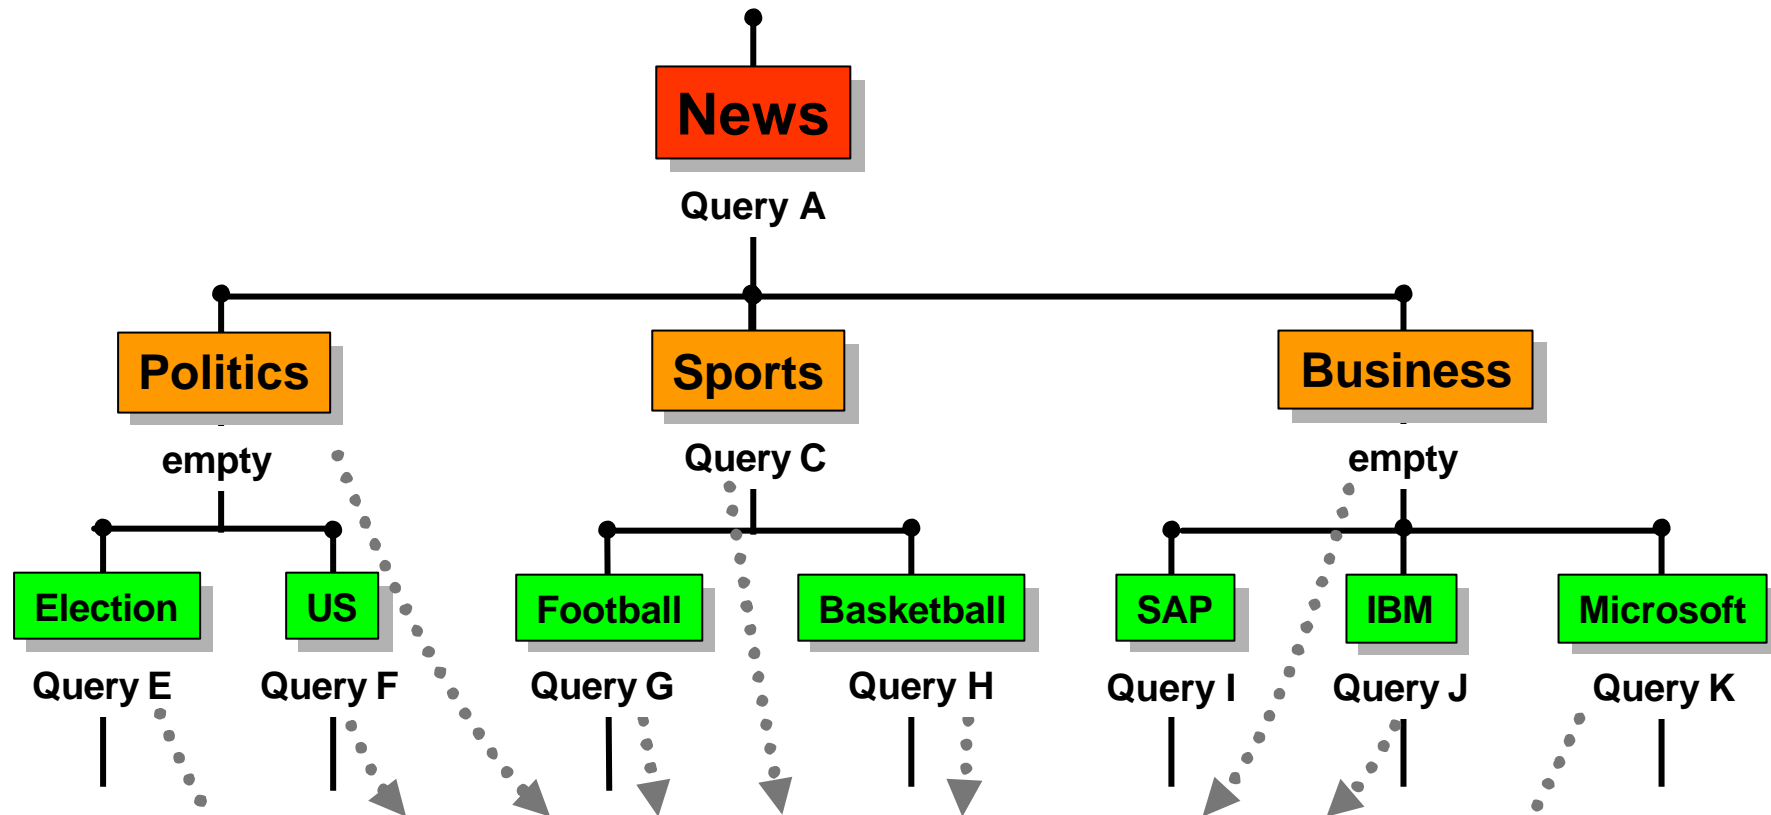 News
Query A
Politics
Sports
Business
empty
Query C
empty
Election
US
Football
Basketball
SAP
IBM
Microsoft
Query E
Query F
Query G
Query H
Query I
Query J
Query K